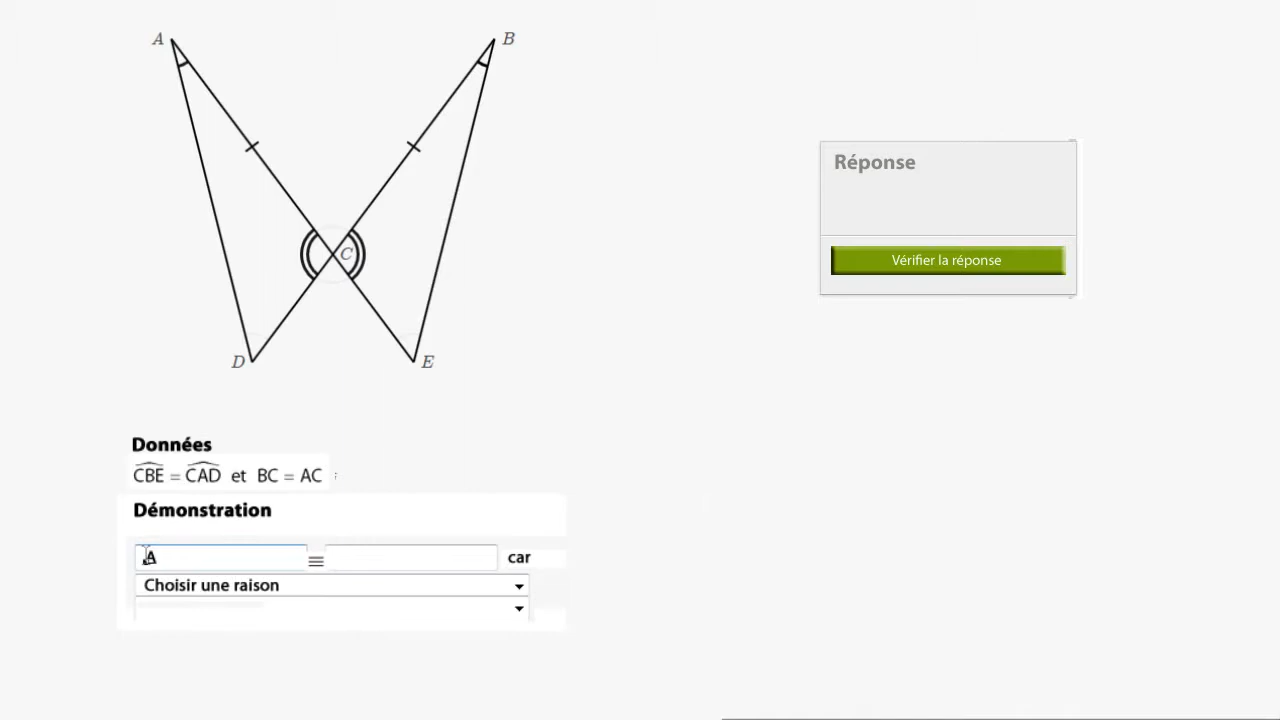 A
B
C
D
E
Réponse
Vérifier la réponse
Données
CBE = CAD et BC = AC
Démonstration
A
≡
car
Choisir une raison